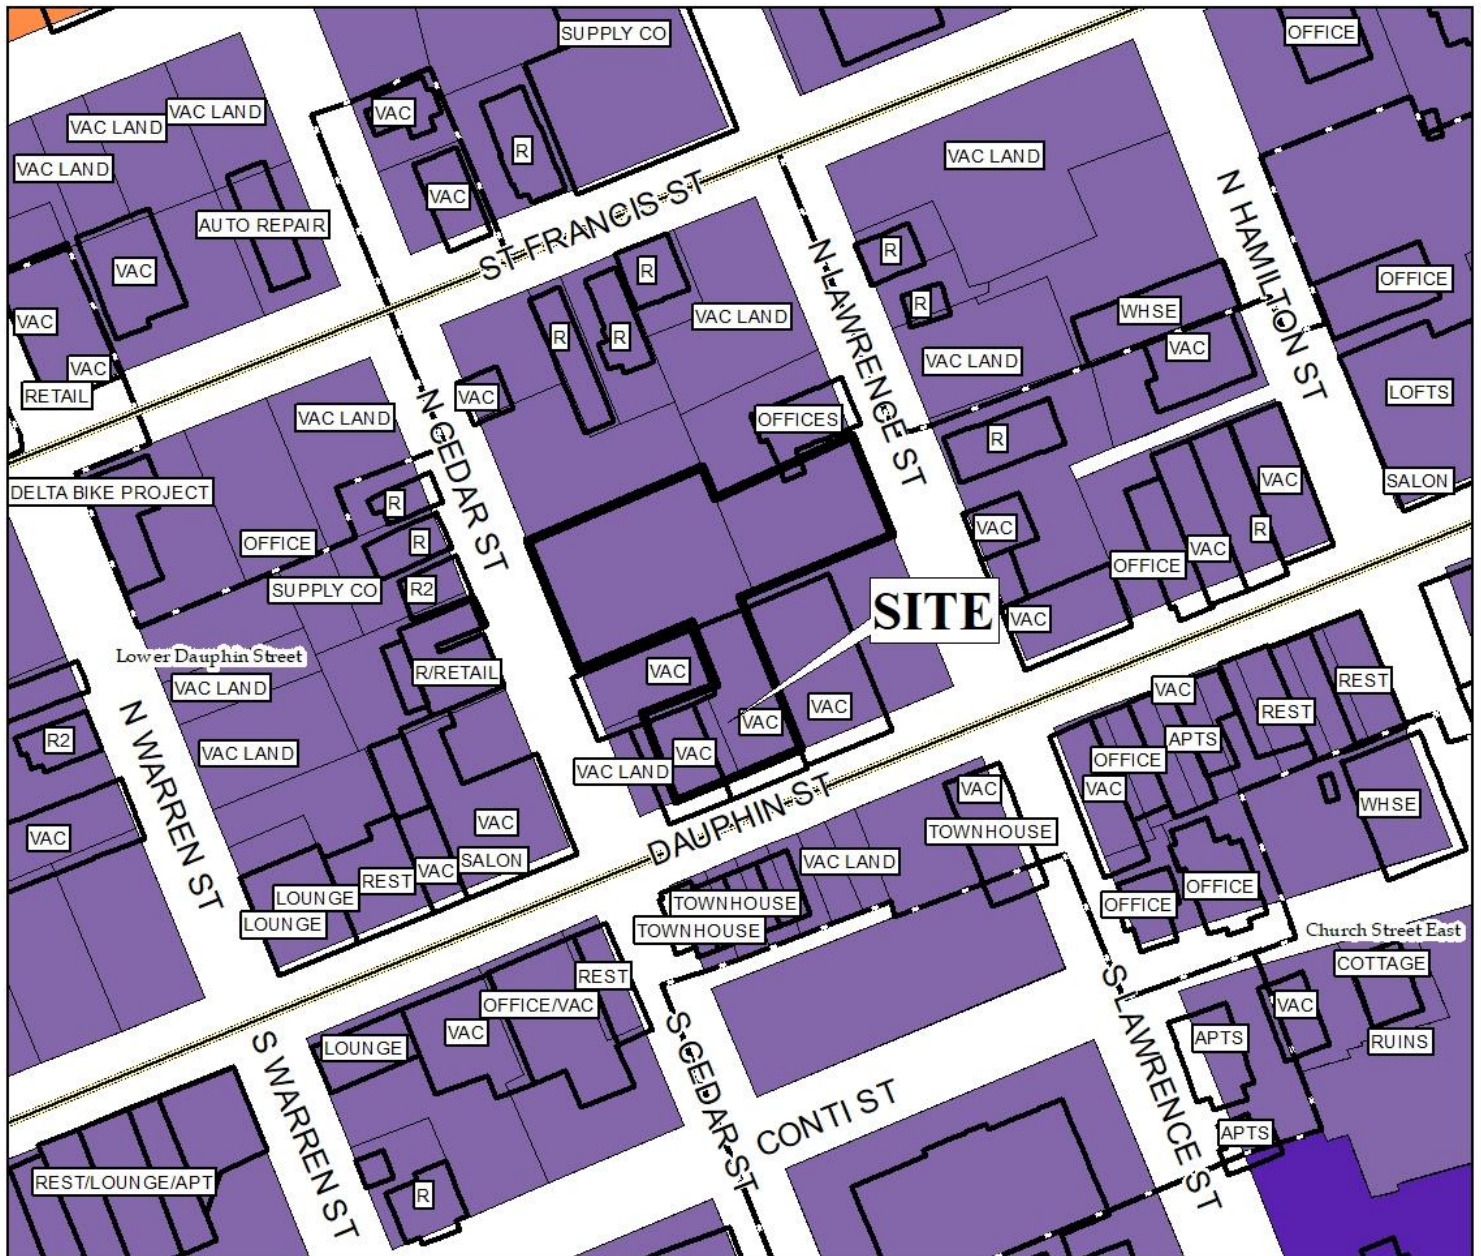 SUPPLY CO
OFFICE
VAC LAND
VAC LAND
VAC LAND
VAC
R
VAC
VAC LAND
AUTO REPAIR
VAC
VAC
VAC
RETAIL
ST FRANCIS ST
N LAWRENCE ST
N HAMILTON ST
R
R
R
R
R
VAC LAND
WHSE
OFFICE
VAC
VAC LAND
LOFTS
VAC LAND
VAC
N CEDAR ST
OFFICES
R
DELTA BIKE PROJECT
R
VAC
SALON
OFFICE
R
VAC
R
VAC
OFFICE
SUPPLY CO
R2
SITE
VAC
Lower Dauphin Street
VAC LAND
R/RETAIL
VAC
VAC
REST
REST
VAC
VAC
R2
N WARREN ST
VAC LAND
VAC
VAC LAND
APTS
OFFICE
VAC
WHSE
VAC
VAC
DAUPHIN ST
VAC
TOWNHOUSE
VAC
SALON
VAC LAND
REST
LOUNGE
LOUNGE
TOWNHOUSE
TOWNHOUSE
OFFICE
OFFICE
Church Street East
REST
OFFICE/VAC
VAC
LOUNGE
COTTAGE
VAC
RUINS
APTS
APTS
S WARREN ST
S CEDAR ST
CONTI ST
S LAWRENCE ST
REST/LOUNGE/APT
R